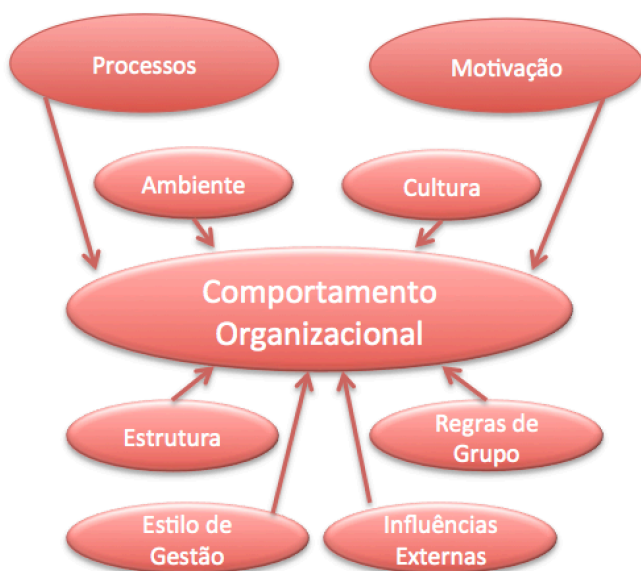 Processos
Motivação
Ambiente
Cultura
Comportamento
Organizacional
Estrutura
Regras de
Grupo
Estilo de
Gestão
Influências
Externas